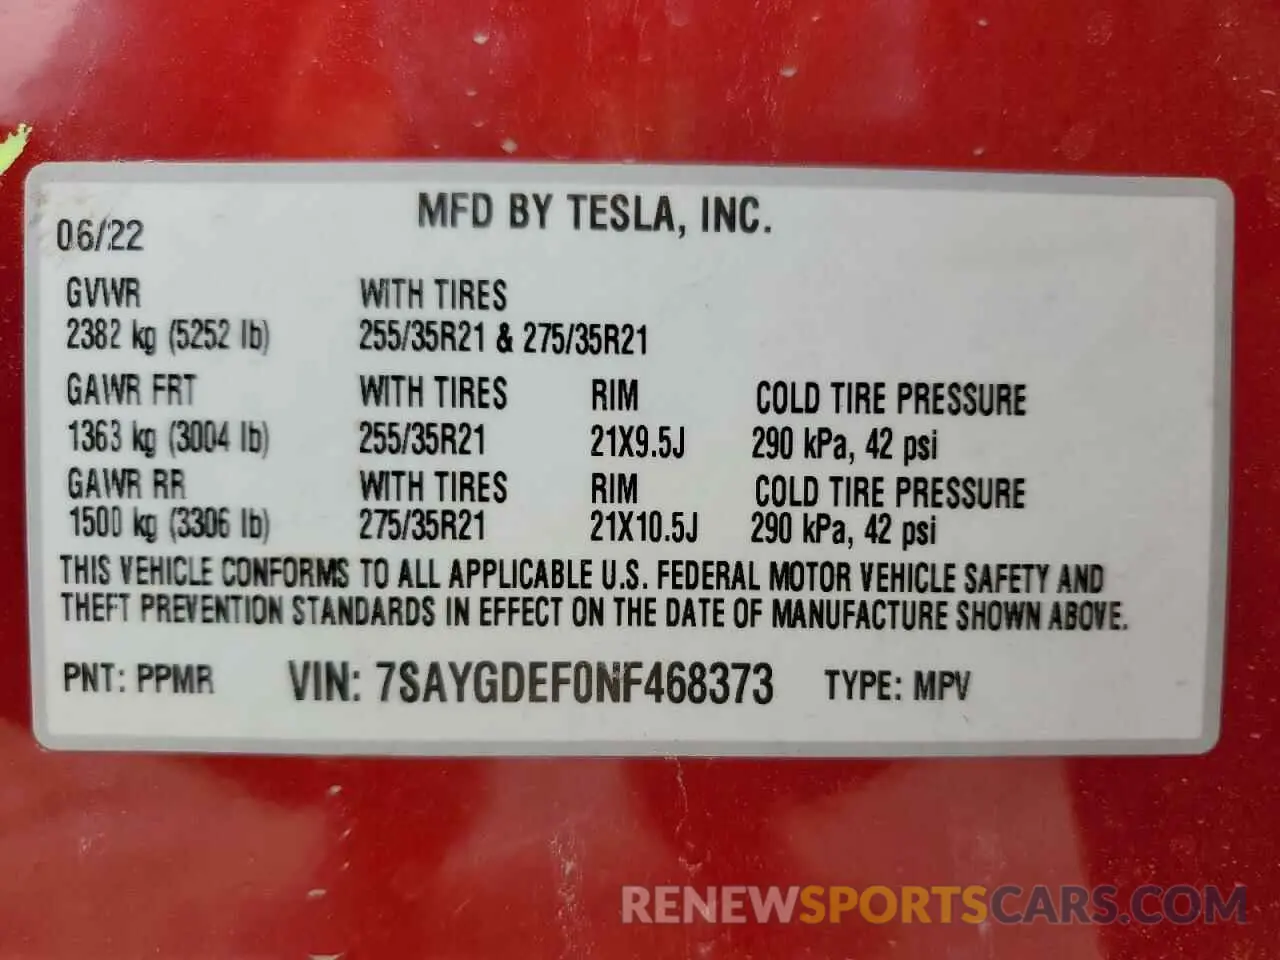 MFD BY TESLA, INC.
06/22
GVWR WITH TIRES
2382 kg (5252 lb) 255/35R21 & 275/35R21
GAWR FRT WITH TIRES RIM COLD TIRE PRESSURE
1363 kg (3004 lb) 255/35R21 21X9.5J 290 kPa, 42 psi
GAWR RR WITH TIRES RIM COLD TIRE PRESSURE
1500 kg (3306 lb) 275/35R21 21X10.5J 290 kPa, 42 psi
THIS VEHICLE CONFORMS TO ALL APPLICABLE U.S. FEDERAL MOTOR VEHICLE SAFETY AND
THEFT PREVENTION STANDARDS IN EFFECT ON THE DATE OF MANUFACTURE SHOWN ABOVE.
PNT: PPMR VIN: 7SAYGDEF0NF468373 TYPE: MPV
RENEWSPORTSCARS.COM